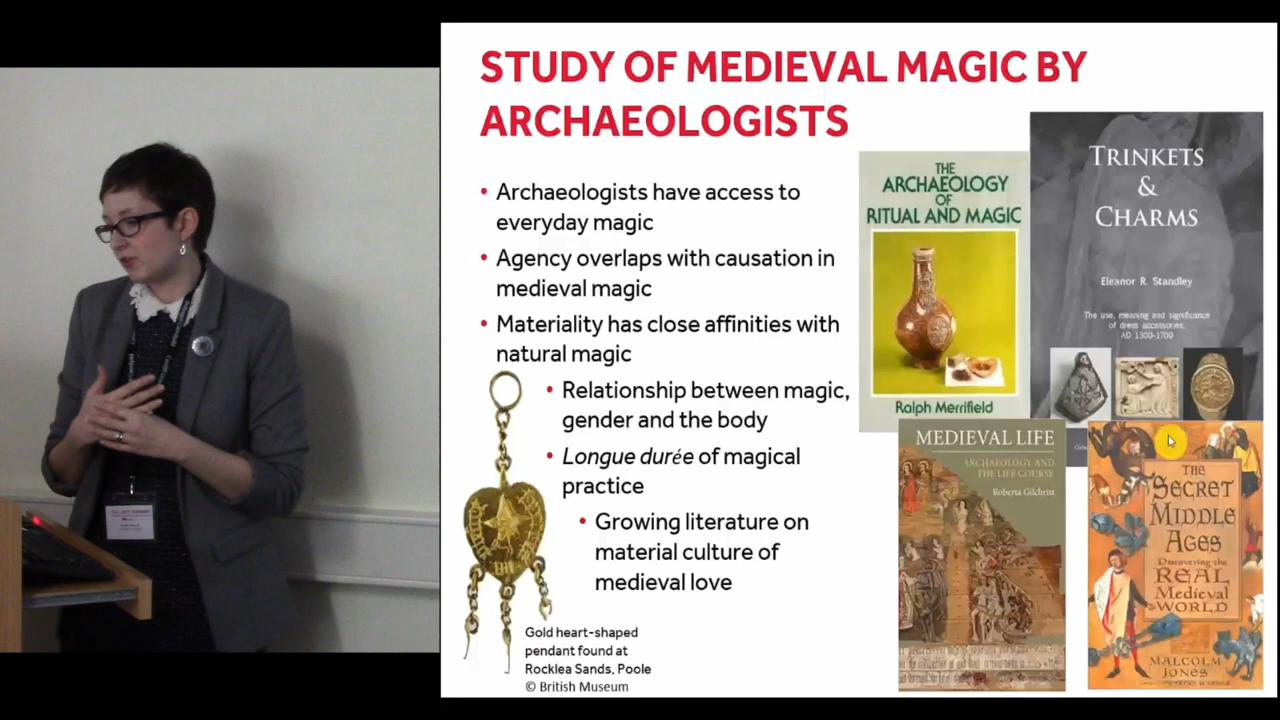 STUDY OF MEDIEVAL MAGIC BY
ARCHAEOLOGISTS
• Archaeologists have access to
everyday magic
• Agency overlaps with causation in
medieval magic
• Materiality has close affinities with
natural magic
• Relationship between magic,
gender and the body
• Longue durée of magical
practice
• Growing literature on
material culture of
medieval love
Gold heart-shaped
pendant found at
Rocklea Sands, Poole
© British Museum
THE
ARCHAEOLOGY
OF
RITUAL AND MAGIC
Ralph Merrifield
TRINKETS
&
CHARMS
Eleanor R. Standley
The use, meaning and significance
of dress accessories,
AD 1300-1700
MEDIEVAL LIFE
ARCHAEOLOGY AND
THE LIFE COURSE
Roberta Gilchrist
THE
SECRET
MIDDLE
AGES
Discovering the
REAL
Medieval
WORLD
MALCOLM
JONES